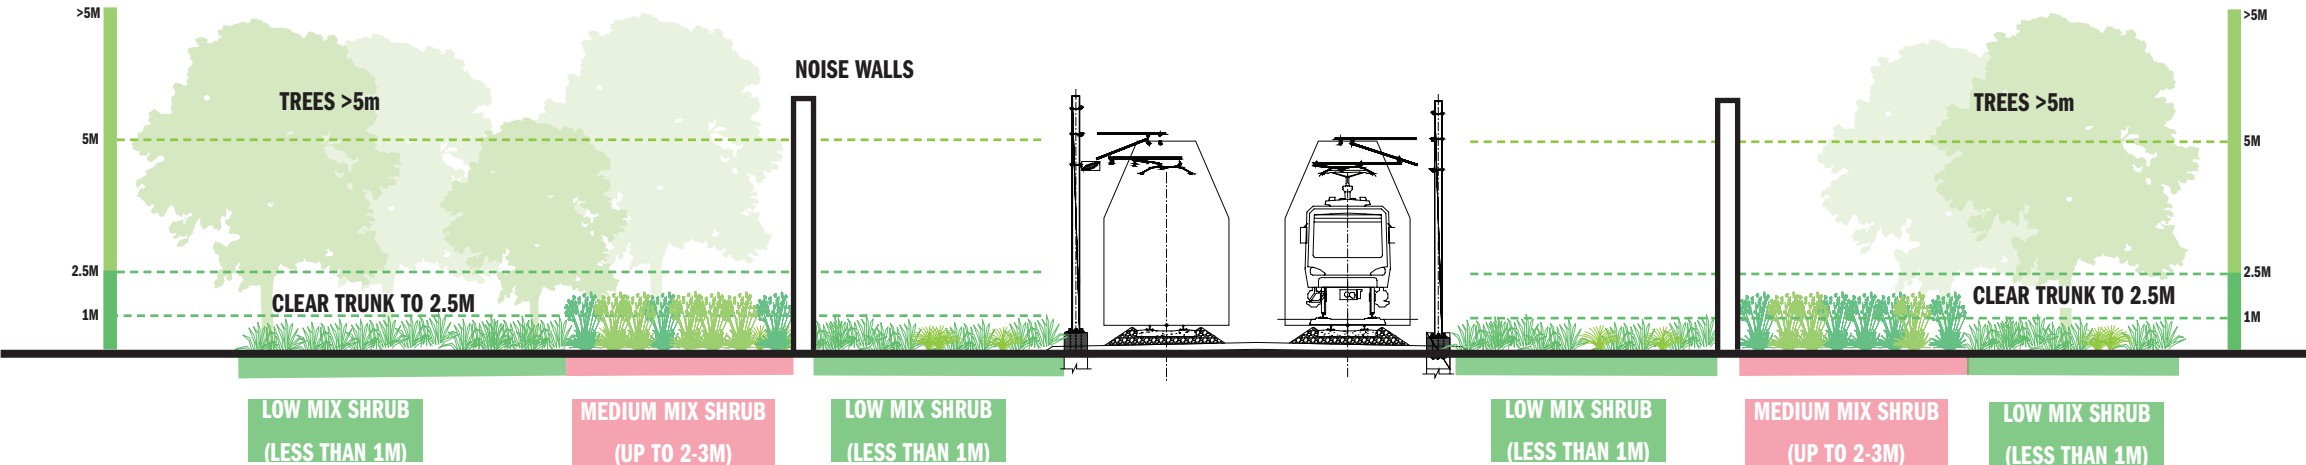 >5M
>5M
NOISE WALLS
TREES >5m
TREES >5m
5M
5M
2.5M
2.5M
CLEAR TRUNK TO 2.5M
CLEAR TRUNK TO 2.5M
1M
1M
LOW MIX SHRUB
(LESS THAN 1M)
MEDIUM MIX SHRUB
(UP TO 2-3M)
LOW MIX SHRUB
(LESS THAN 1M)
LOW MIX SHRUB
(LESS THAN 1M)
MEDIUM MIX SHRUB
(UP TO 2-3M)
LOW MIX SHRUB
(LESS THAN 1M)